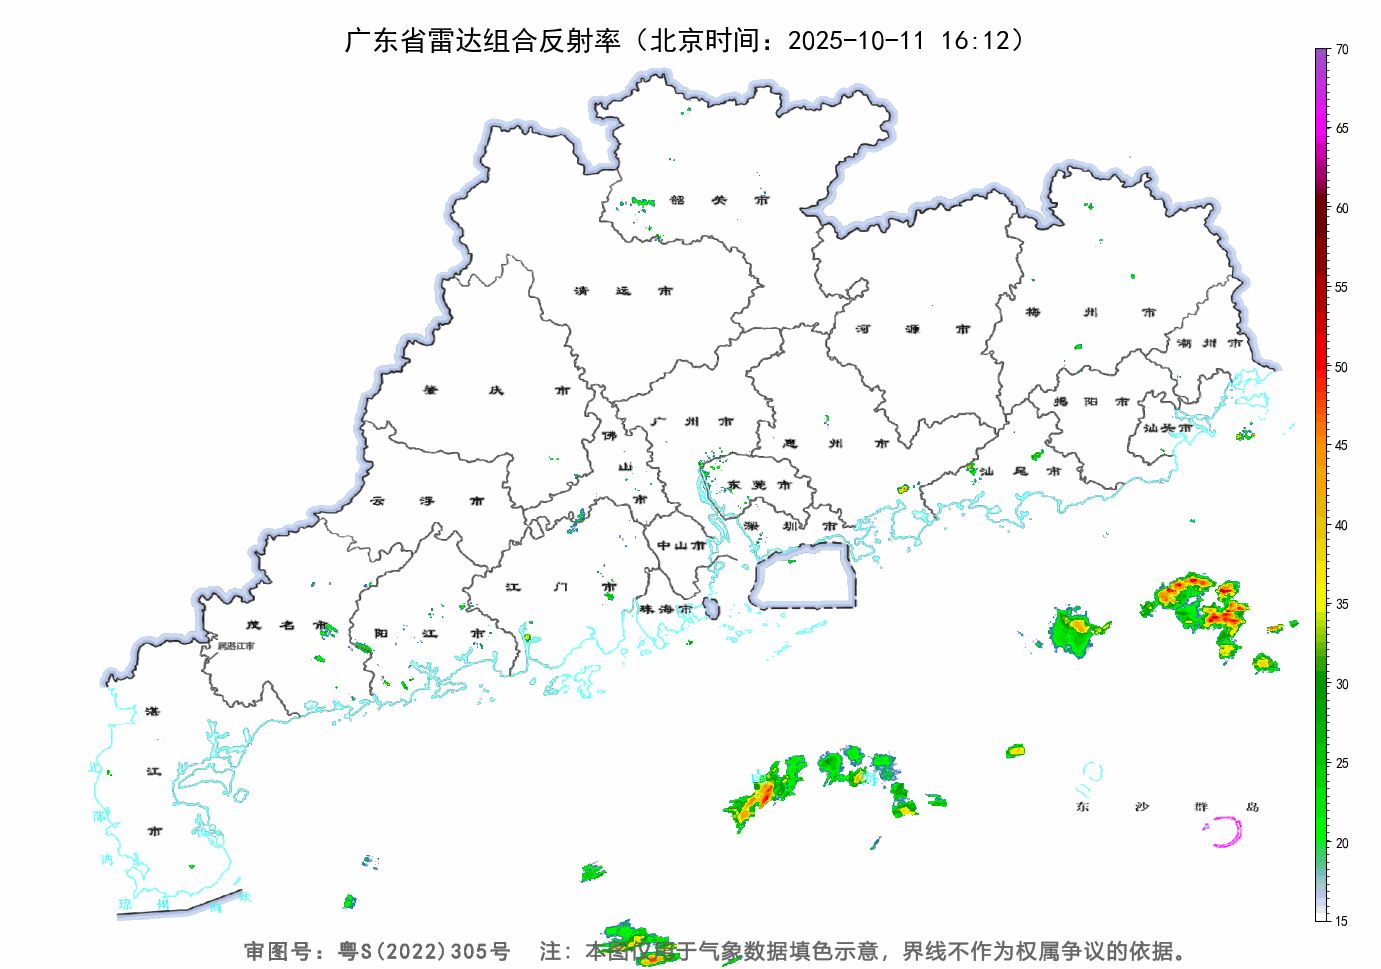 广东省雷达组合反射率（北京时间：2025-10-11 16:12）
70
65
60
55
50
45
40
35
30
25
20
15
韶关市
清远市
河源市
梅州市
潮州市
肇庆市
广州市
惠州市
揭阳市
汕头市
佛山市
东莞市
汕尾市
云浮市
深圳市
中山市
江门市
珠海市
茂名市
阳江市
属湛江市
湛江市
北部湾
琼州海峡
东沙群岛
审图号：粤S(2022)305号 注：本图仅用于气象数据填色示意，界线不作为权属争议的依据。